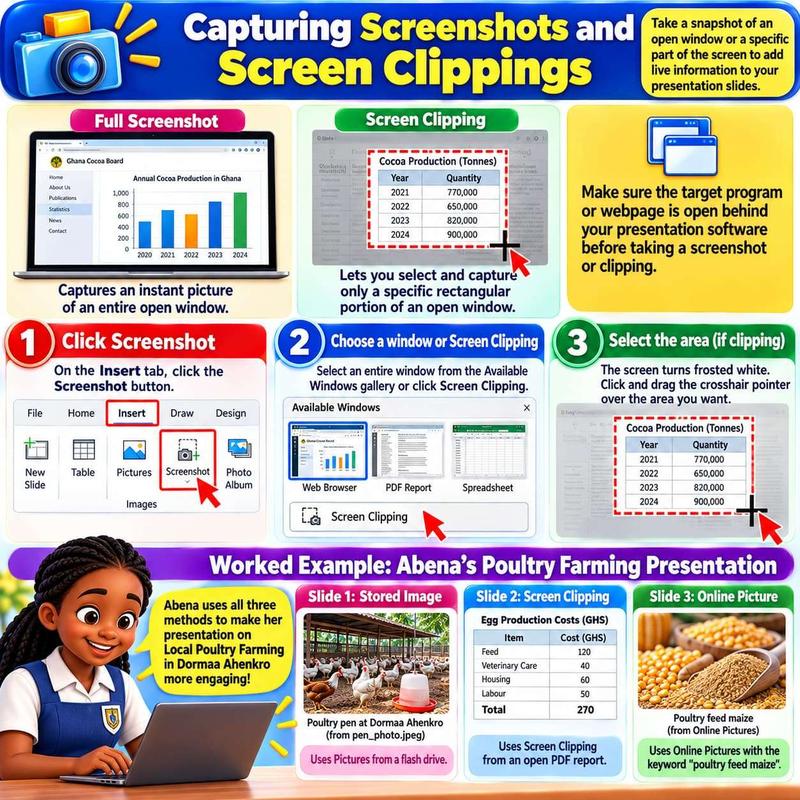 Capturing Screenshots and
Screen Clippings
Take a snapshot of an
open window or a specific
part of the screen to add
live information to your
presentation slides.
Full Screenshot
Ghana Cocoa Board
Home
About Us
Publications
Statistics
News
Contact
Annual Cocoa Production in Ghana
1,000
800
600
400
200
0
2020 2021 2022 2023 2024
Captures an instant picture
of an entire open window.
Screen Clipping
Cocoa Production (Tonnes)
Year Quantity
2021 770,000
2022 650,000
2023 820,000
2024 900,000
Lets you select and capture
only a specific rectangular
portion of an open window.
Make sure the target program
or webpage is open behind
your presentation software
before taking a screenshot
or clipping.
1 Click Screenshot
On the Insert tab, click the
Screenshot button.
File Home Insert Draw Design
New
Slide
Table
Pictures
Screenshot
Photo
Album
Images
2 Choose a window or Screen Clipping
Select an entire window from the Available
Windows gallery or click Screen Clipping.
Available Windows
Web Browser PDF Report Spreadsheet
Screen Clipping
3 Select the area (if clipping)
The screen turns frosted white.
Click and drag the crosshair pointer
over the area you want.
Cocoa Production (Tonnes)
Year Quantity
2021 770,000
2022 650,000
2023 820,000
2024 900,000
Worked Example: Abena's Poultry Farming Presentation
Abena uses all three
methods to make her
presentation on
Local Poultry Farming
in Dormaa Ahenkro
more engaging!
Slide 1: Stored Image
Poultry pen at Dormaa Ahenkro
(from pen_photo.jpeg)
Uses Pictures from a flash drive.
Slide 2: Screen Clipping
Egg Production Costs (GHS)
Item Cost (GHS)
Feed 120
Veterinary Care 40
Housing 60
Labour 50
Total 270
Uses Screen Clipping
from an open PDF report.
Slide 3: Online Picture
Poultry feed maize
(from Online Pictures)
Uses Online Pictures with the
keyword "poultry feed maize".